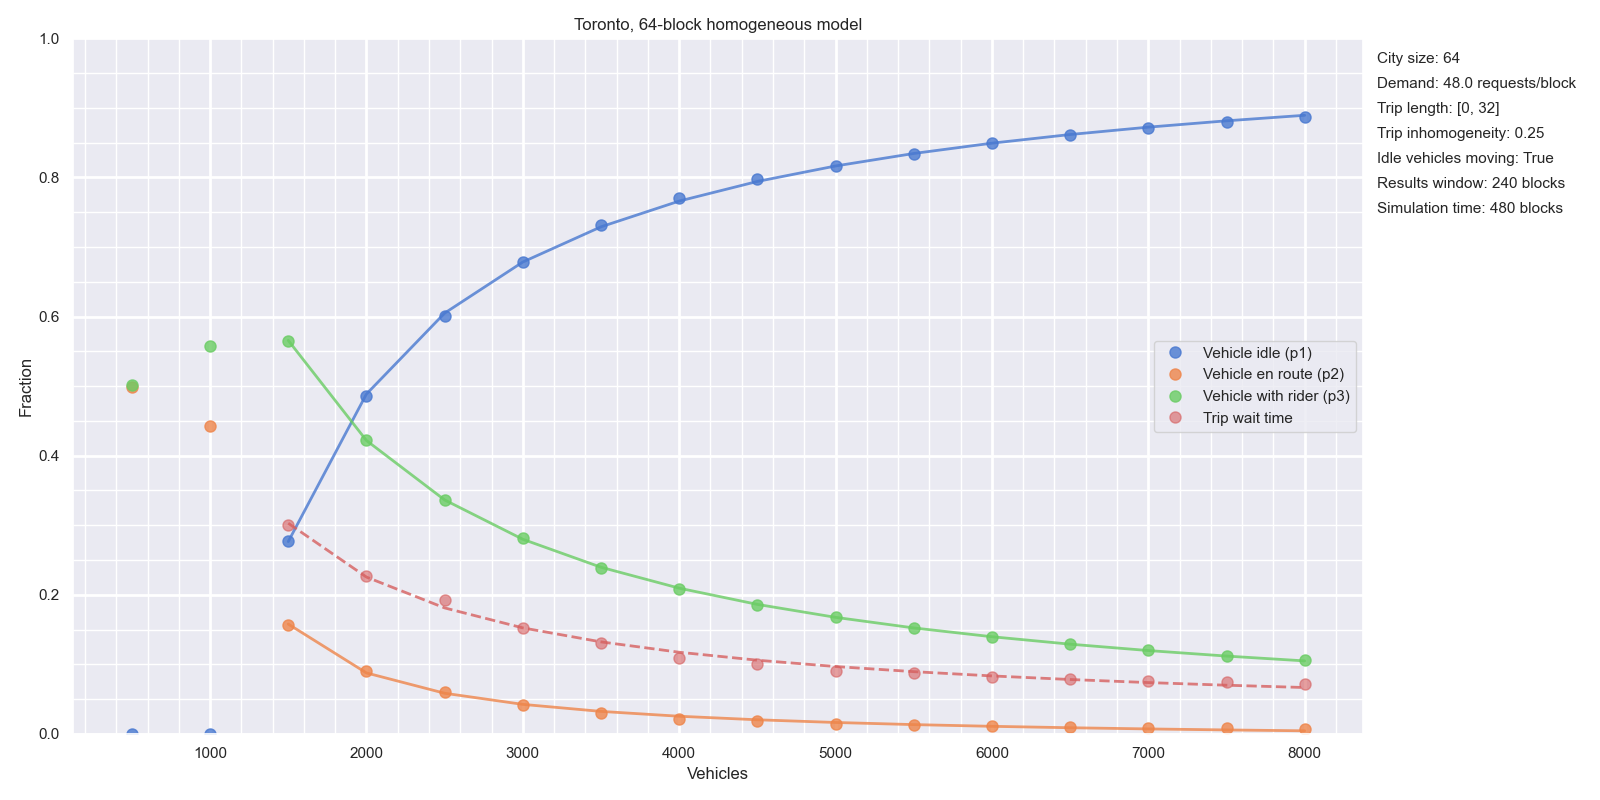 Toronto, 64-block homogeneous model
1.0
0.8
0.6
0.4
0.2
0.0
Fraction
1000
2000
3000
4000
5000
6000
7000
8000
Vehicles
Vehicle idle (p1)
Vehicle en route (p2)
Vehicle with rider (p3)
Trip wait time
City size: 64
Demand: 48.0 requests/block
Trip length: [0, 32]
Trip inhomogeneity: 0.25
Idle vehicles moving: True
Results window: 240 blocks
Simulation time: 480 blocks